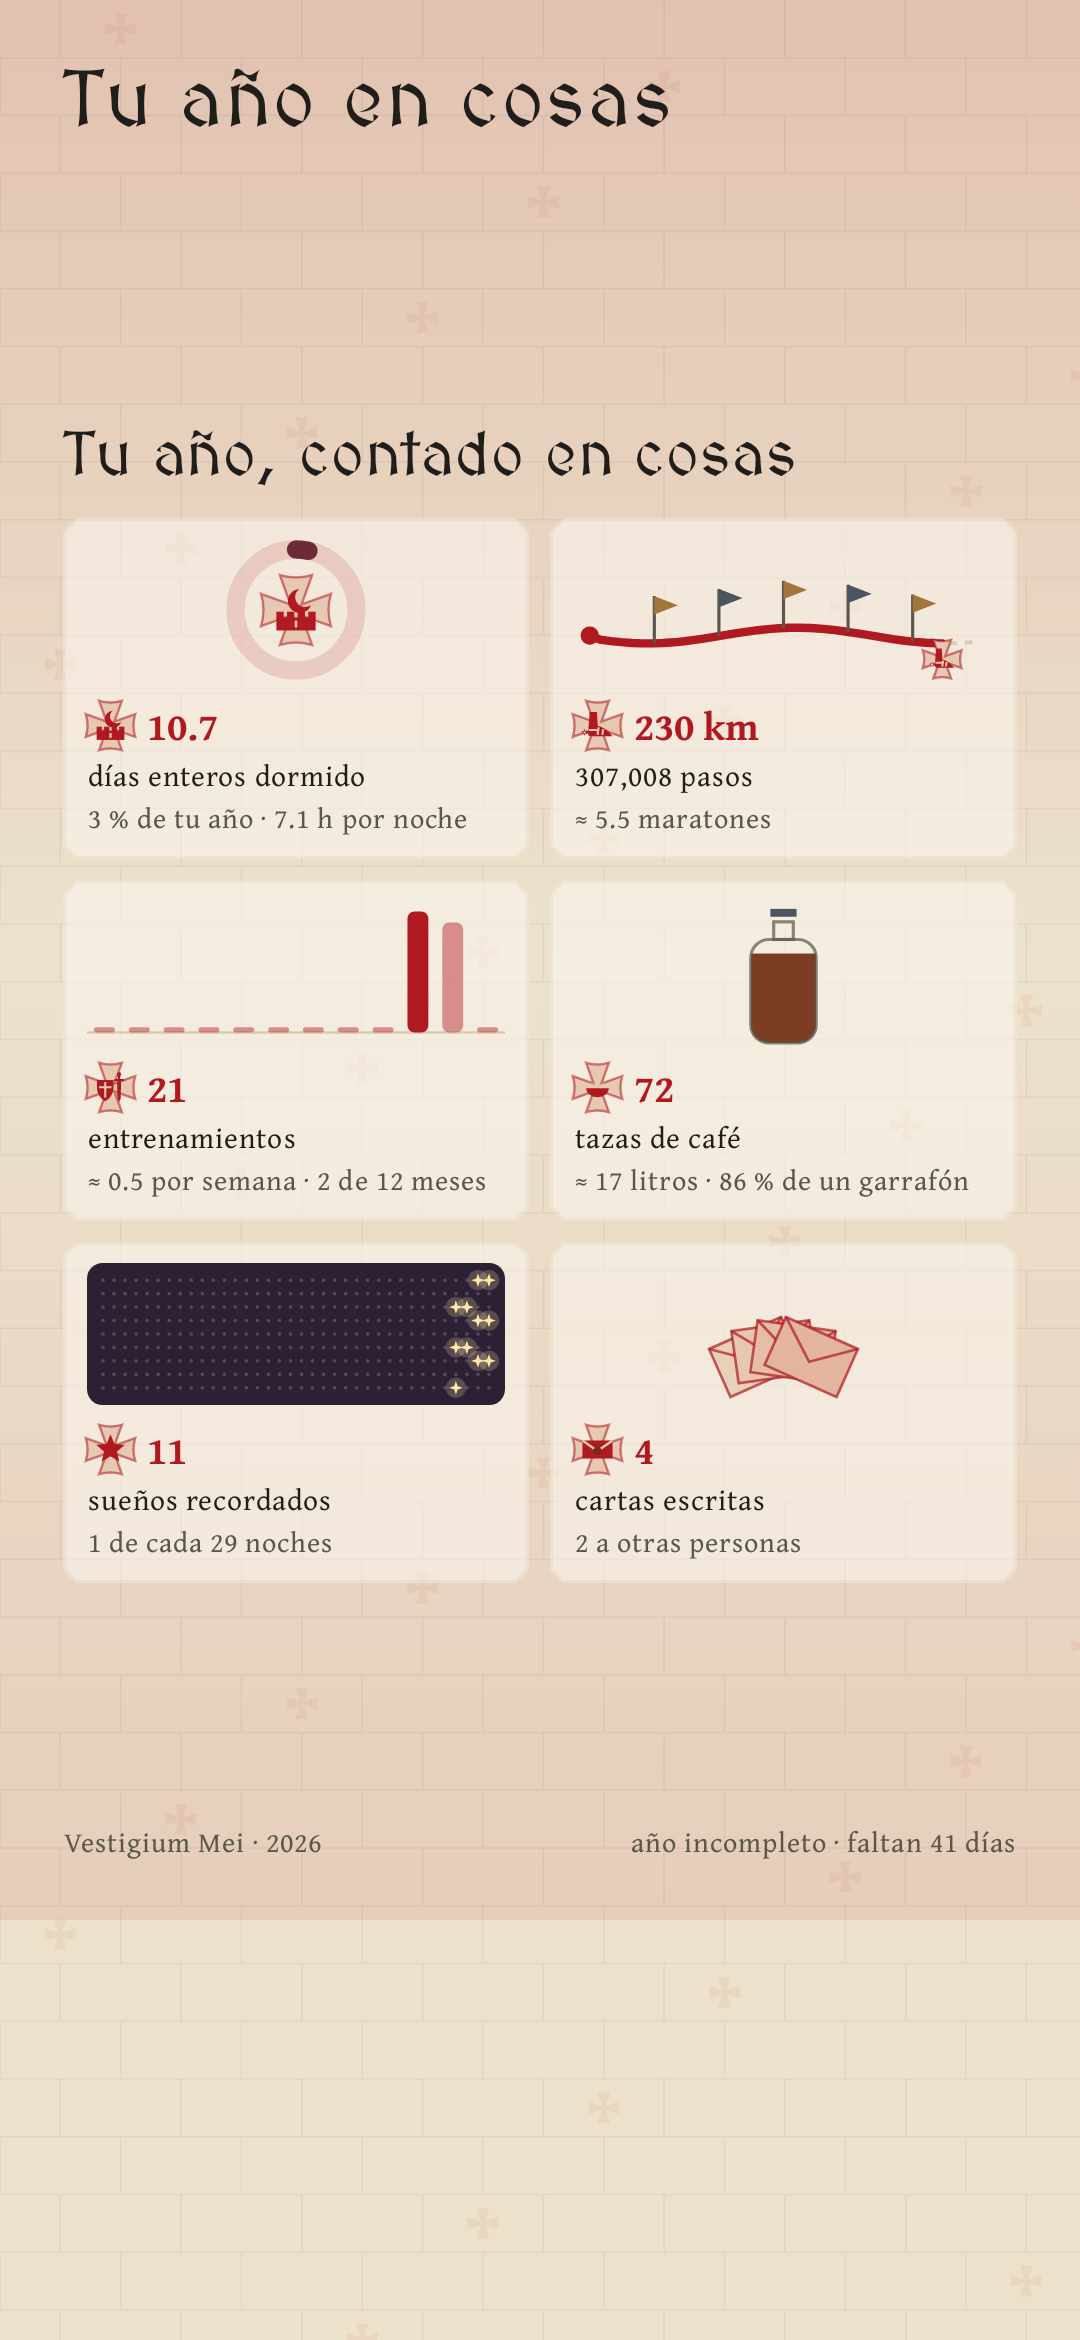 Tu año en cosas
Tu año, contado en cosas
10.7
días enteros dormido
3 % de tu año · 7.1 h por noche
230 km
307,008 pasos
≈ 5.5 maratones
21
entrenamientos
≈ 0.5 por semana · 2 de 12 meses
72
tazas de café
≈ 17 litros · 86 % de un garrafón
11
sueños recordados
1 de cada 29 noches
4
cartas escritas
2 a otras personas
Vestigium Mei · 2026
año incompleto · faltan 41 días